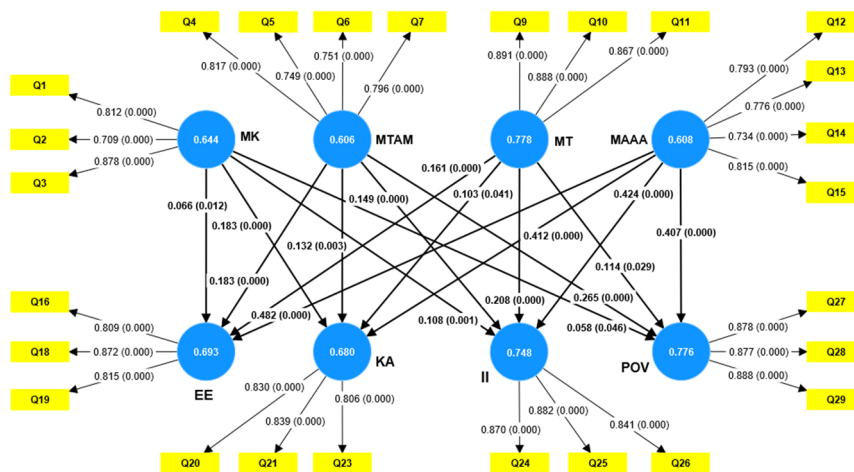 Q4
Q5
Q6
Q7
Q9
Q10
Q11
Q12
0.817 (0.000)
0.749 (0.000)
0.751 (0.000)
0.796 (0.000)
0.891 (0.000)
0.888 (0.000)
0.867 (0.000)
0.793 (0.000)
Q1
Q13
0.812 (0.000)
0.776 (0.000)
Q2
0.709 (0.000)
0.644
MK
0.606
MTAM
0.778
MT
MAAA
0.608
0.734 (0.000)
Q14
Q3
0.878 (0.000)
0.815 (0.000)
Q15
0.161 (0.000)
0.066 (0.012)
0.149 (0.000)
0.103 (0.041)
0.424 (0.000)
0.183 (0.000)
0.132 (0.003)
0.412 (0.000)
0.407 (0.000)
0.183 (0.000)
0.114 (0.029)
Q16
0.809 (0.000)
0.482 (0.000)
0.108 (0.001)
0.208 (0.000)
0.265 (0.000)
0.058 (0.046)
0.878 (0.000)
Q27
Q18
0.872 (0.000)
0.693
0.680
0.748
0.776
0.877 (0.000)
Q28
KA
II
POV
Q19
0.815 (0.000)
EE
0.888 (0.000)
Q29
0.830 (0.000)
0.839 (0.000)
0.806 (0.000)
0.870 (0.000)
0.882 (0.000)
0.841 (0.000)
Q20
Q21
Q23
Q24
Q25
Q26